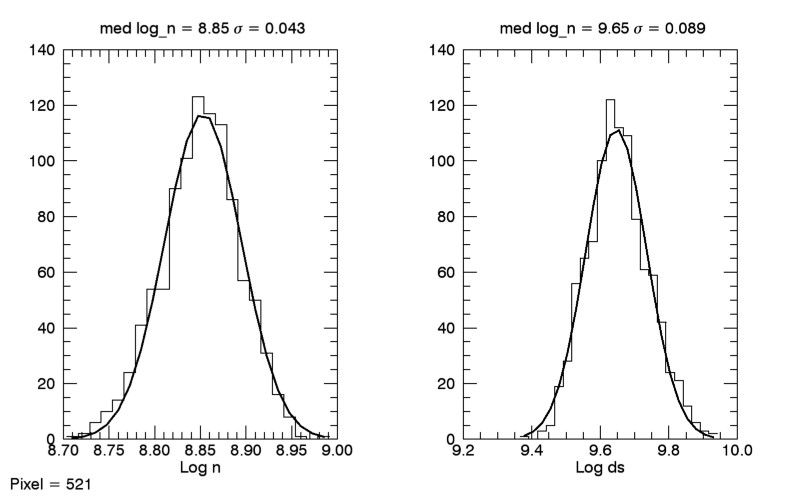 med log_n = 8.85 σ = 0.043
140
120
100
80
60
40
20
0
8.70 8.75 8.80 8.85 8.90 8.95 9.00
Log n
med log_n = 9.65 σ = 0.089
140
120
100
80
60
40
20
0
9.2 9.4 9.6 9.8 10.0
Log ds
Pixel = 521